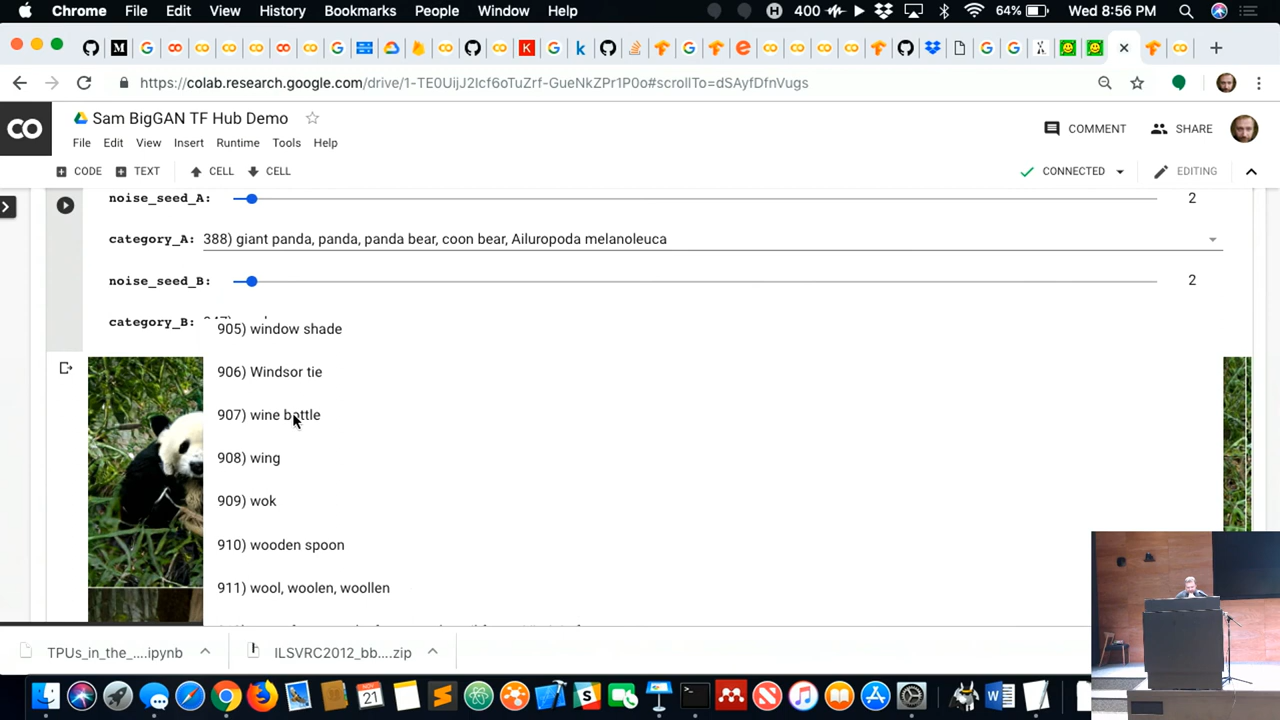 Chrome File Edit View History Bookmarks People Window Help 400 64% Wed 8:56 PM
https://colab.research.google.com/drive/1-TE0UijJ2Icf6oTuZrf-GueNkZPr1P0o#scrollTo=dSAyfDfnVugs
CO Sam BigGAN TF Hub Demo COMMENT SHARE
File Edit View Insert Runtime Tools Help
CODE TEXT CELL CELL CONNECTED EDITING
noise_seed_A: 2
category_A: 388) giant panda, panda, panda bear, coon bear, Ailuropoda melanoleuca
noise_seed_B: 2
category_B:
905) window shade
906) Windsor tie
907) wine bottle
908) wing
909) wok
910) wooden spoon
911) wool, woolen, woollen
TPUs_in_the_....ipynb ILSVRC2012_bb....zip